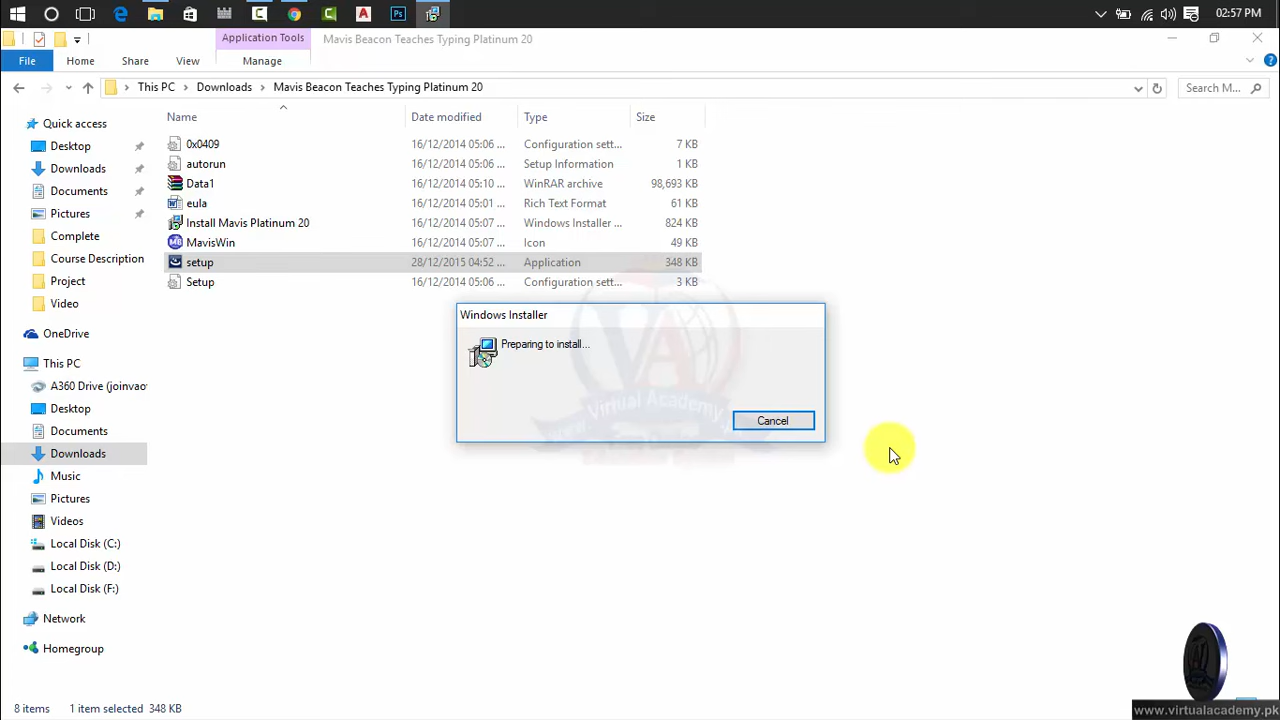 02:57 PM
Application Tools
Mavis Beacon Teaches Typing Platinum 20
File
Home
Share
View
Manage
This PC
Downloads
Mavis Beacon Teaches Typing Platinum 20
Search M...
Name
Date modified
Type
Size
Quick access
Desktop
Downloads
Documents
Pictures
Complete
Course Description
Project
Video
OneDrive
This PC
A360 Drive (joinvao
Desktop
Documents
Downloads
Music
Pictures
Videos
Local Disk (C:)
Local Disk (D:)
Local Disk (F:)
Network
Homegroup
0x0409 16/12/2014 05:06 ... Configuration sett... 7 KB
autorun 16/12/2014 05:06 ... Setup Information 1 KB
Data1 16/12/2014 05:10 ... WinRAR archive 98,693 KB
eula 16/12/2014 05:01 ... Rich Text Format 61 KB
Install Mavis Platinum 20 16/12/2014 05:07 ... Windows Installer ... 824 KB
MavisWin 16/12/2014 05:07 ... Icon 49 KB
setup 28/12/2015 04:52 ... Application 348 KB
Setup 16/12/2014 05:06 ... Configuration sett... 3 KB
Windows Installer
Preparing to install...
Cancel
Virtual Academy
8 items
1 item selected 348 KB
www.virtualacademy.pk